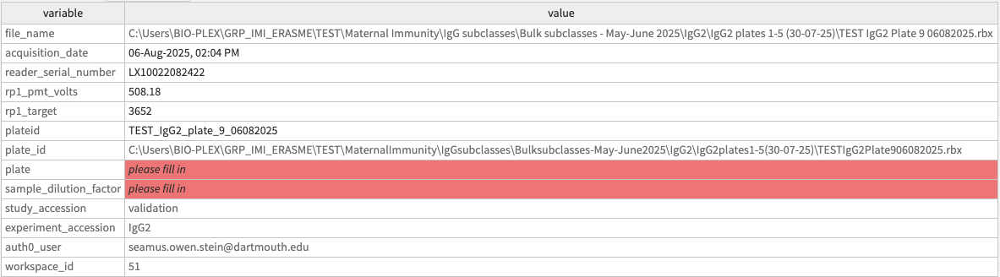 variable value
file_name C:\Users\BIO-PLEX\GRP_IMI_ERASME\TEST\Maternal Immunity\IgG subclasses\Bulk subclasses - May-June 2025\IgG2\IgG2 plates 1-5 (30-07-25)\TEST IgG2 Plate 9 06082025.rbx
acquisition_date 06-Aug-2025, 02:04 PM
reader_serial_number LX10022082422
rp1_pmt_volts 508.18
rp1_target 3652
plateid TEST_IgG2_plate_9_06082025
plate_id C:\Users\BIO-PLEX\GRP_IMI_ERASME\TEST\MaternalImmunity\IgGsubclasses\Bulksubclasses-May-June2025\IgG2\IgG2plates1-5(30-07-25)\TESTIgG2Plate906082025.rbx
plate please fill in
sample_dilution_factor please fill in
study_accession validation
experiment_accession IgG2
auth0_user seamus.owen.stein@dartmouth.edu
workspace_id 51